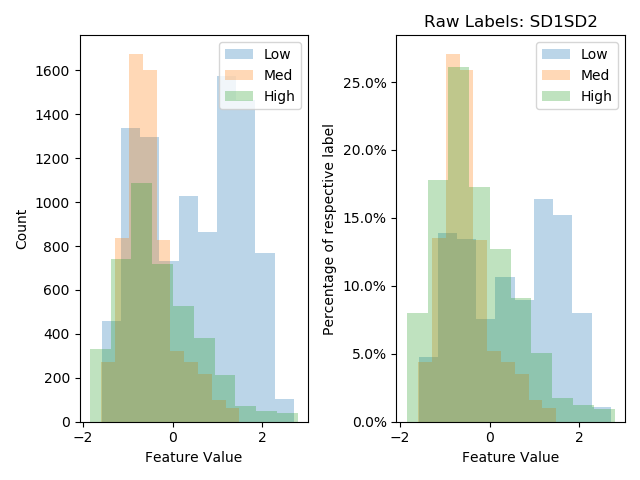 Raw Labels: SD1SD2
Low
Med
High
1600
1400
1200
1000
800
600
400
200
0
Count
−2
0
2
Feature Value
Low
Med
High
25.0%
20.0%
15.0%
10.0%
5.0%
0.0%
Percentage of respective label
−2
0
2
Feature Value